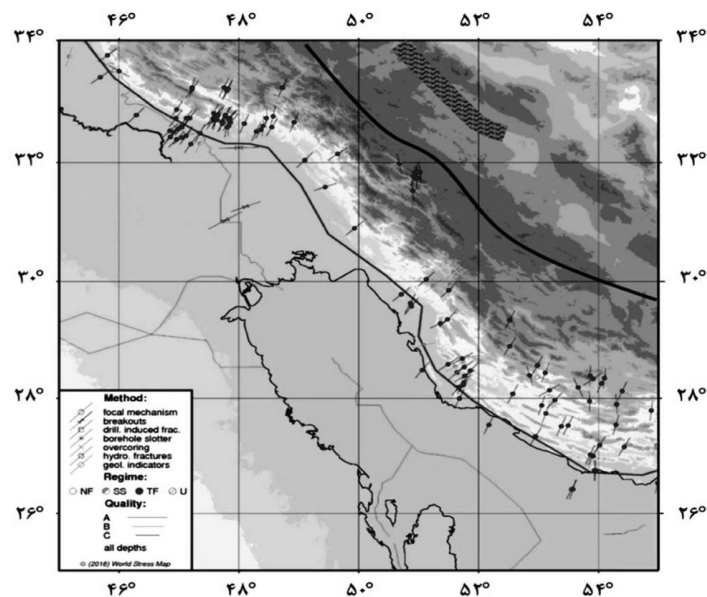 ۴۶° ۴۸° ۵۰° ۵۲° ۵۴°
۳۴° ۳۴°
۳۲° ۳۲°
۳۰° ۳۰°
۲۸° ۲۸°
۲۶° ۲۶°
Method:
focal mechanism
breakouts
drill. induced frac.
borehole slotter
overcoring
hydro. fractures
geol. indicators
Regime:
NF SS TF U
Quality:
A
B
C
all depths
© (2016) World Stress Map
۴۶° ۴۸° ۵۰° ۵۲° ۵۴°